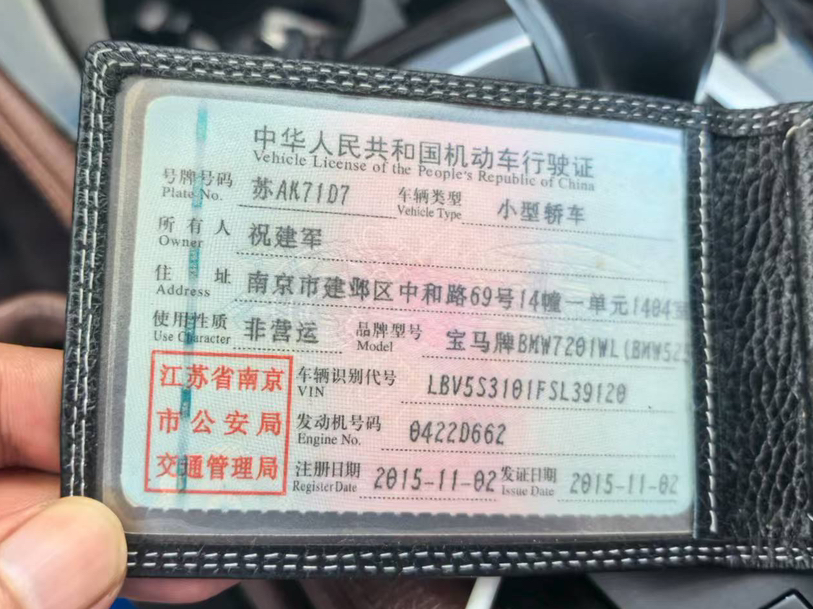 中华人民共和国机动车行驶证
Vehicle License of the People's Republic of China
号牌号码 苏AK71D7 车辆类型 小型轿车
Plate No. Vehicle Type
所有人 祝建军
Owner
住址 南京市建邺区中和路69号14幢一单元1404室
Address
使用性质 非营运 品牌型号 宝马牌BMW7201WL(BMW525
Use Character Model
江苏省南京
市公安局
交通管理局
车辆识别代号 LBV5S3101FSL39120
VIN
发动机号码 0422D662
Engine No.
注册日期 2015-11-02 发证日期 2015-11-02
Register Date Issue Date